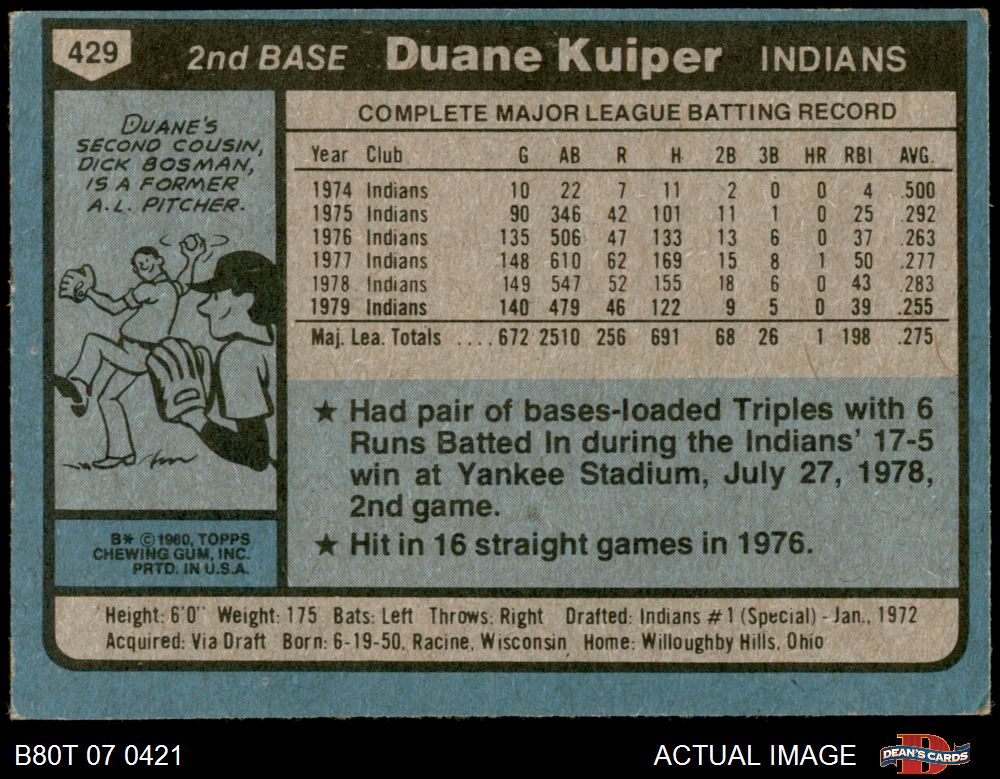 429 2nd BASE Duane Kuiper INDIANS
DUANE'S
SECOND COUSIN,
DICK BOSMAN,
IS A FORMER
A.L. PITCHER.
COMPLETE MAJOR LEAGUE BATTING RECORD
Year Club G AB R H 2B 3B HR RBI AVG.
1974 Indians 10 22 7 11 2 0 0 4 .500
1975 Indians 90 346 42 101 11 1 0 25 .292
1976 Indians 135 506 47 133 13 6 0 37 .263
1977 Indians 148 610 62 169 15 8 1 50 .277
1978 Indians 149 547 52 155 18 6 0 43 .283
1979 Indians 140 479 46 122 9 5 0 39 .255
Maj. Lea. Totals ....672 2510 256 691 68 26 1 198 .275
★ Had pair of bases-loaded Triples with 6
Runs Batted In during the Indians' 17-5
win at Yankee Stadium, July 27, 1978,
2nd game.
★ Hit in 16 straight games in 1976.
B* © 1980, TOPPS
CHEWING GUM, INC.
PRTD. IN U.S.A.
Height: 6'0" Weight: 175 Bats: Left Throws: Right Drafted: Indians #1 (Special) - Jan., 1972
Acquired: Via Draft Born: 6-19-50, Racine, Wisconsin Home: Willoughby Hills, Ohio
B80T 07 0421 ACTUAL IMAGE D DEAN'S CARDS